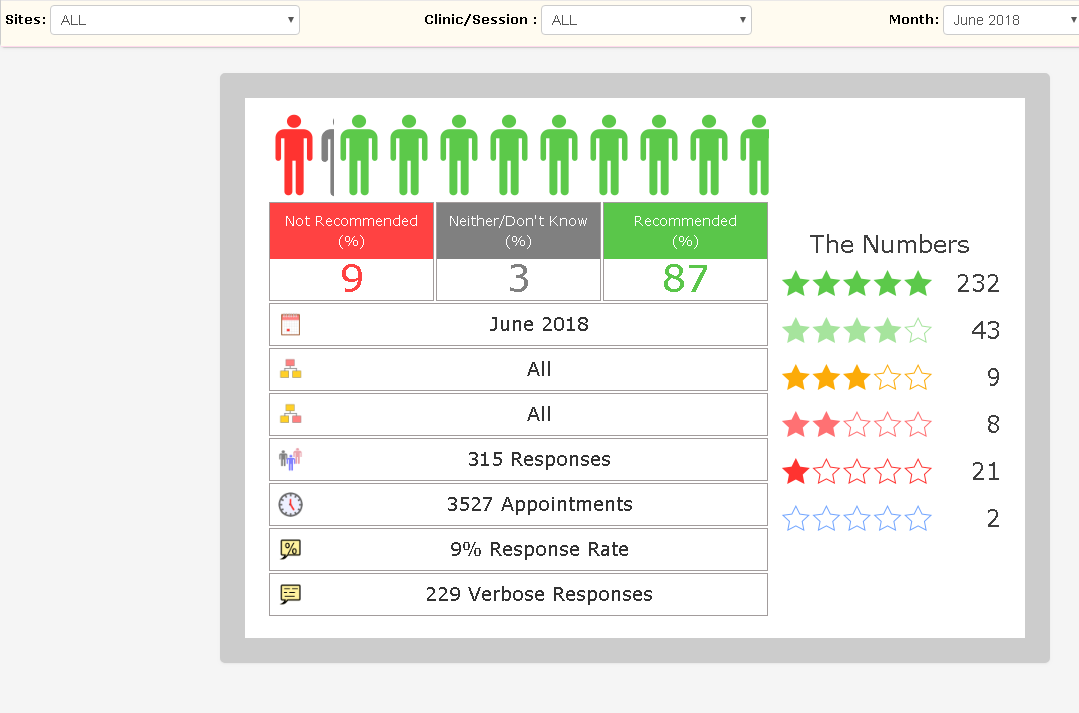 Sites: ALL Clinic/Session : ALL Month: June 2018
Not Recommended (%)
9
Neither/Don't Know (%)
3
Recommended (%)
87
June 2018
All
All
315 Responses
3527 Appointments
9% Response Rate
229 Verbose Responses
The Numbers
232
43
9
8
21
2